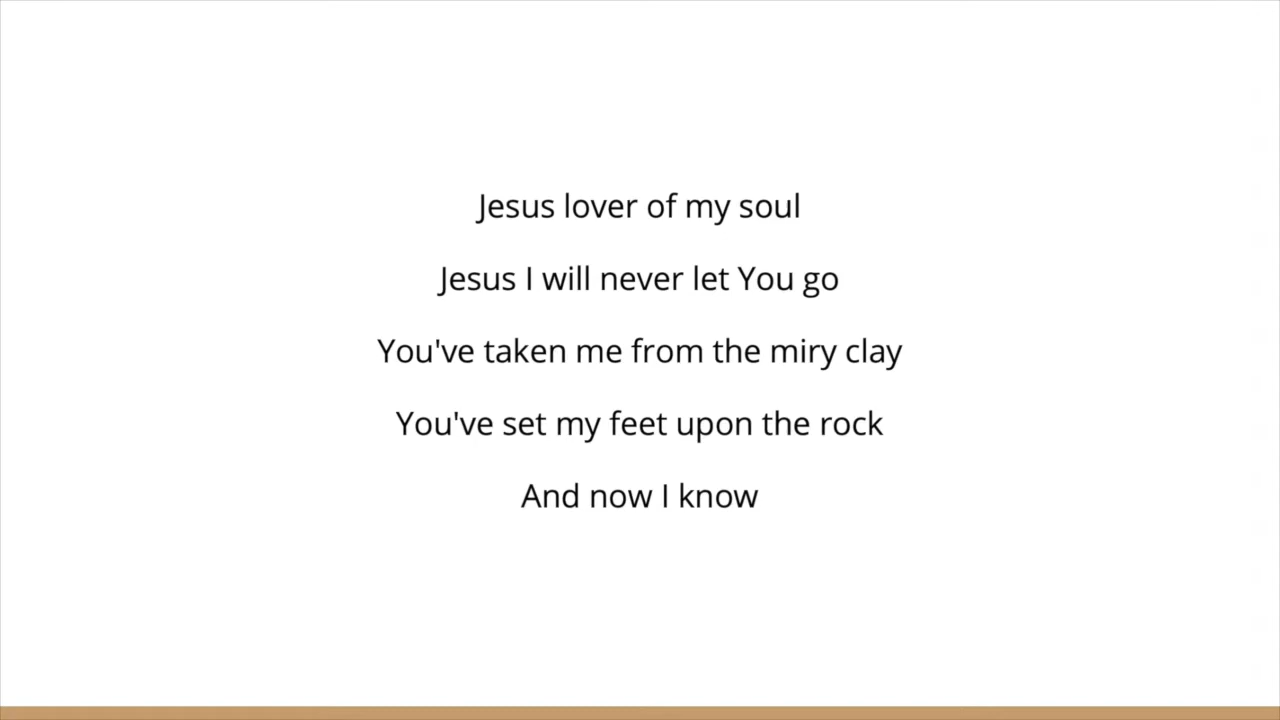 Jesus lover of my soul
Jesus I will never let You go
You've taken me from the miry clay
You've set my feet upon the rock
And now I know